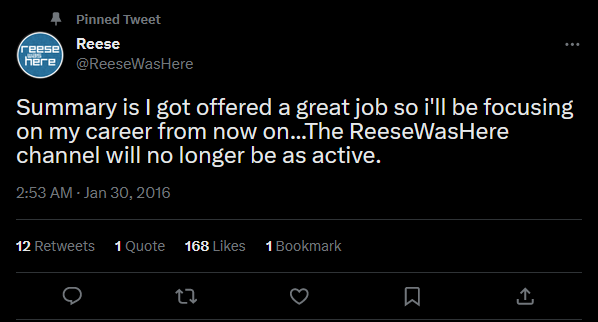 Pinned Tweet
reese
was
here
Reese
@ReeseWasHere
Summary is I got offered a great job so i'll be focusing
on my career from now on...The ReeseWasHere
channel will no longer be as active.
2:53 AM · Jan 30, 2016
12 Retweets 1 Quote 168 Likes 1 Bookmark